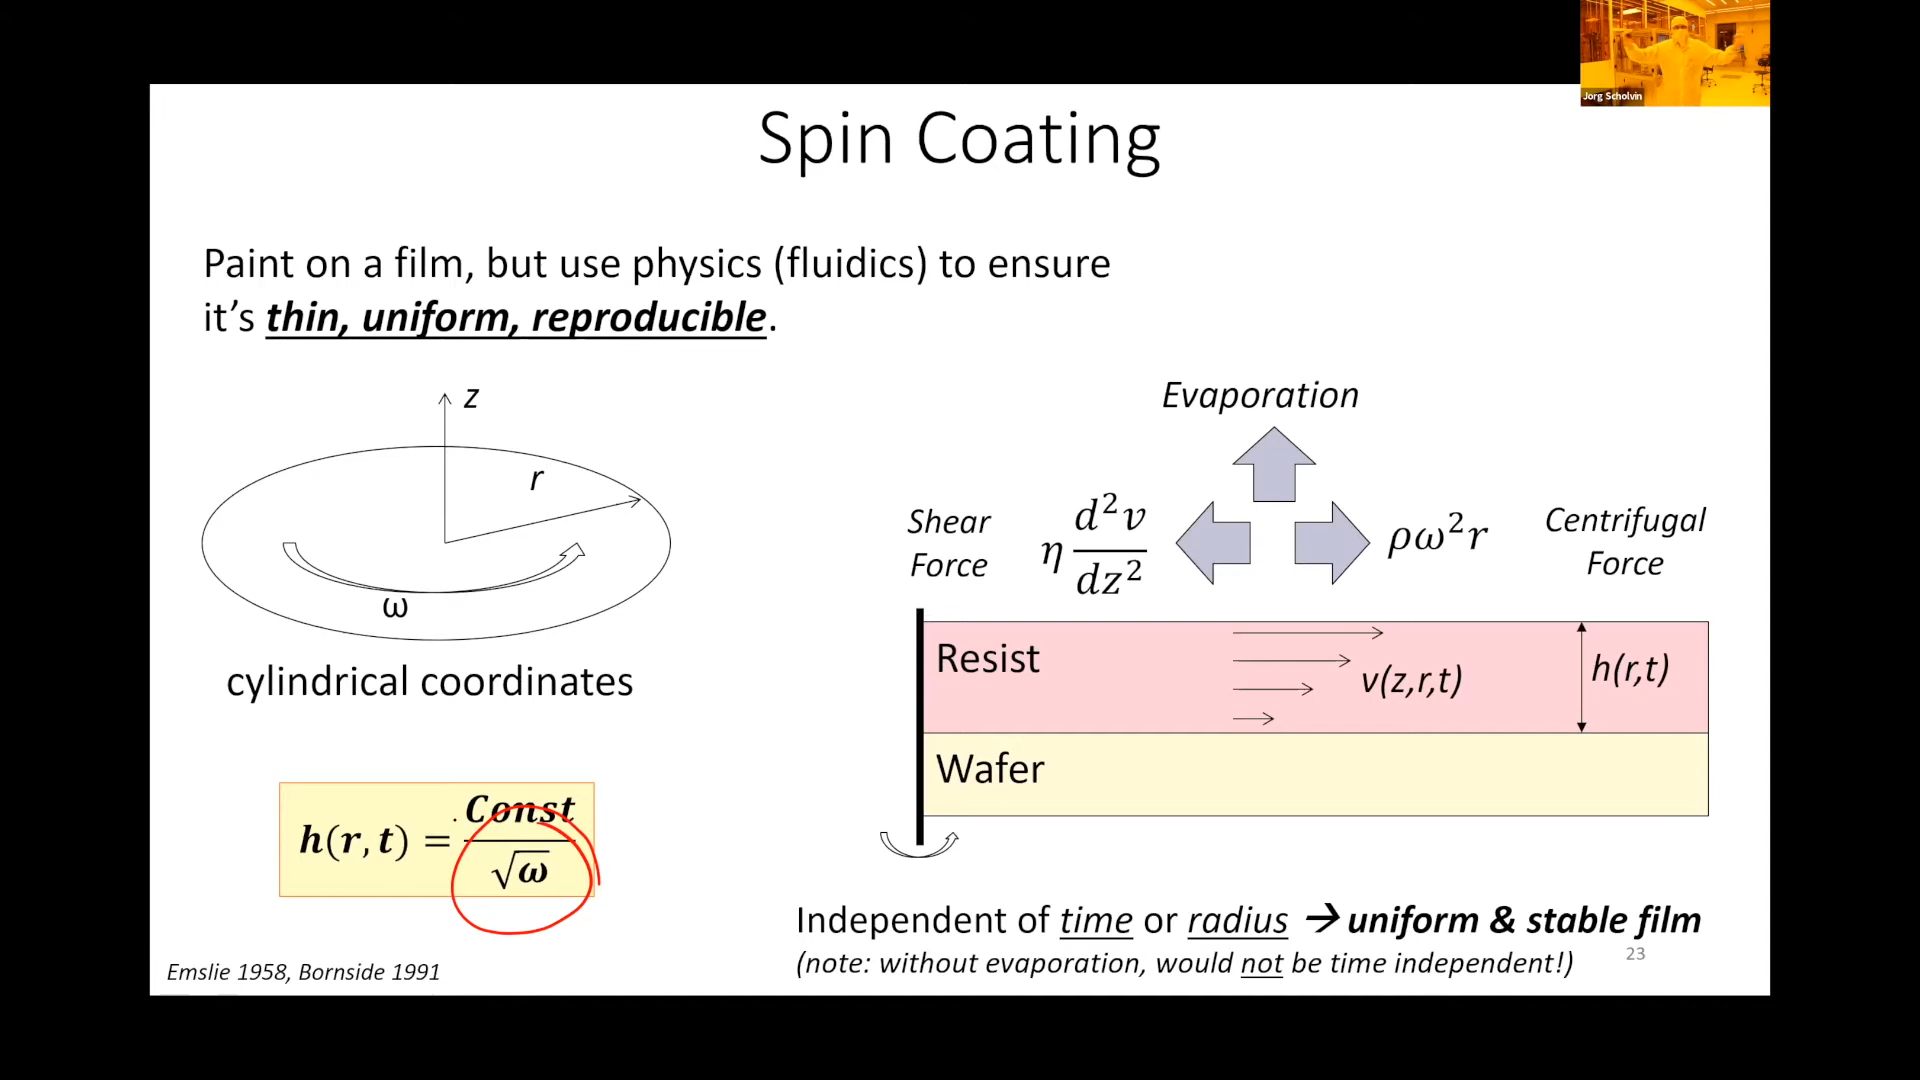 Jorg Scholvin
Spin Coating
Paint on a film, but use physics (fluidics) to ensure
it’s thin, uniform, reproducible.
z
r
ω
cylindrical coordinates
h(r, t) = Const / √ω
Emslie 1958, Bornside 1991
Evaporation
Shear
Force
η d²v / dz²
ρω²r
Centrifugal
Force
Resist
v(z,r,t)
h(r,t)
Wafer
Independent of time or radius → uniform & stable film
(note: without evaporation, would not be time independent!)
23